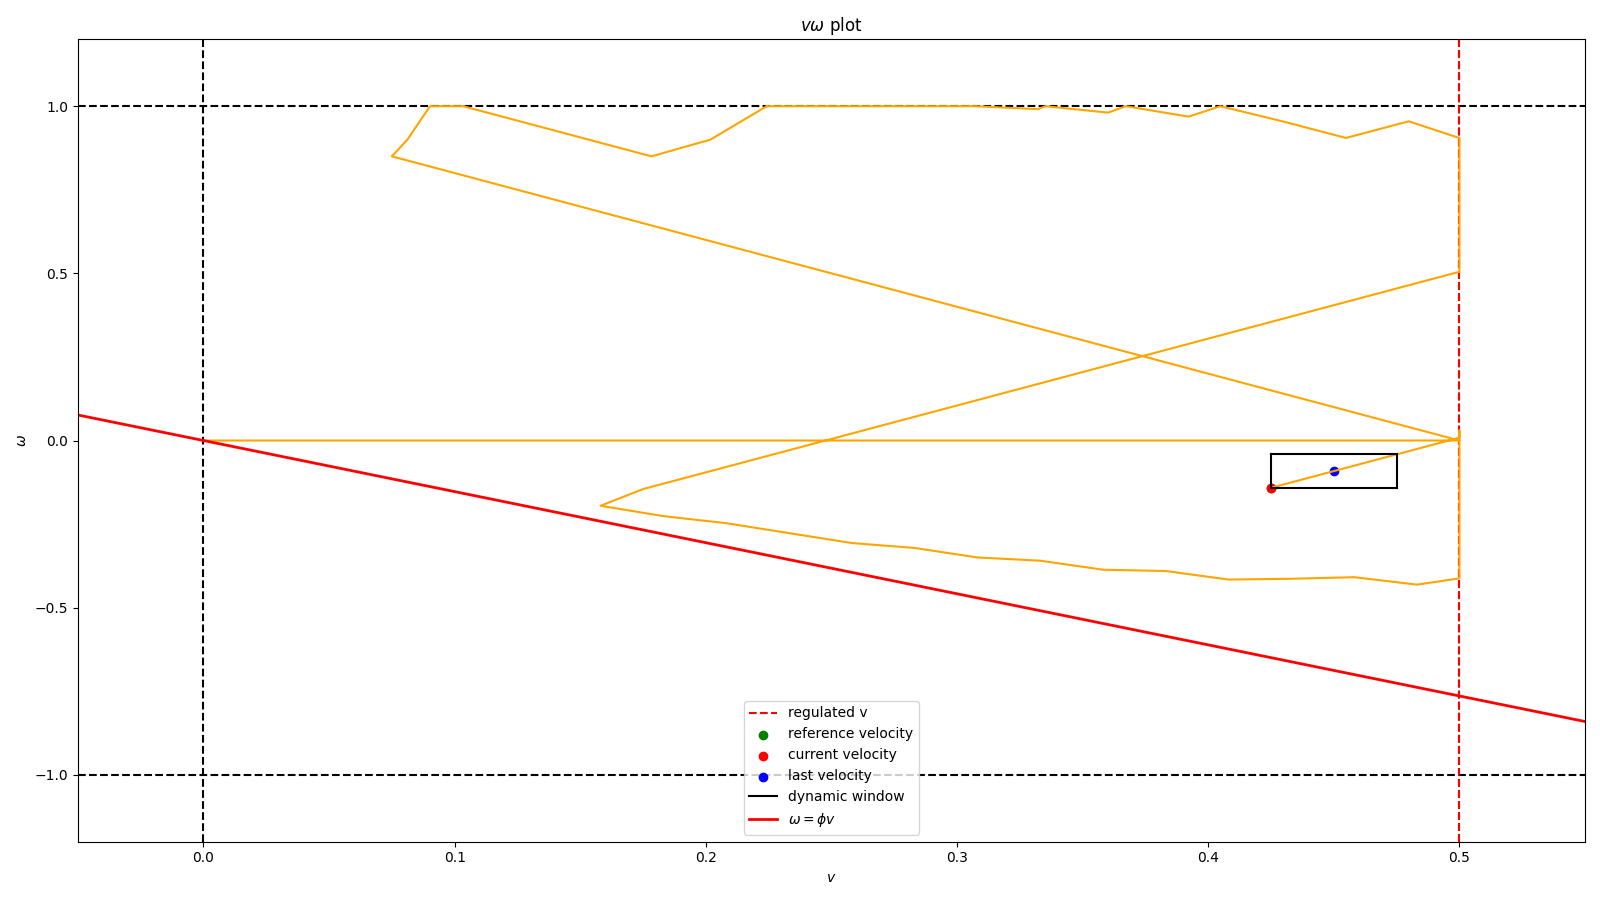 vω plot
1.0
0.5
0.0
−0.5
−1.0
ω
0.0 0.1 0.2 0.3 0.4 0.5
v
regulated v
reference velocity
current velocity
last velocity
dynamic window
ω = ϕv